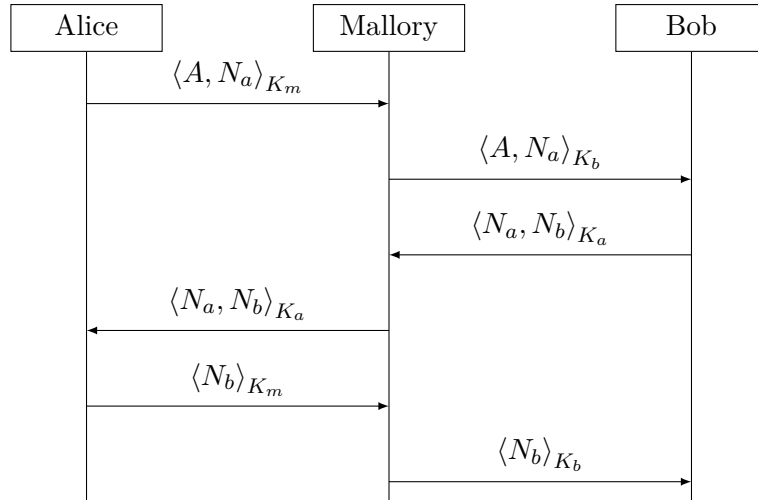 Alice Mallory Bob
⟨A, N_a⟩_{K_m}
⟨A, N_a⟩_{K_b}
⟨N_a, N_b⟩_{K_a}
⟨N_a, N_b⟩_{K_a}
⟨N_b⟩_{K_m}
⟨N_b⟩_{K_b}